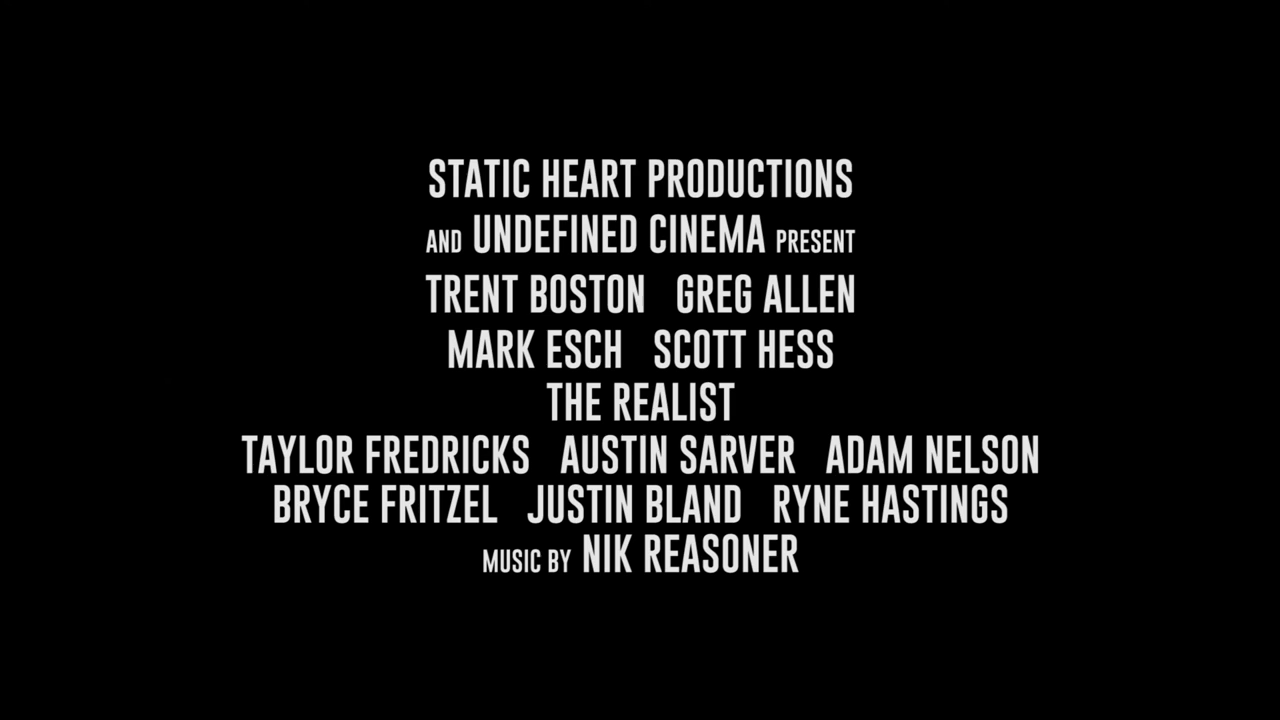 STATIC HEART PRODUCTIONS
AND UNDEFINED CINEMA PRESENT
TRENT BOSTON GREG ALLEN
MARK ESCH SCOTT HESS
THE REALIST
TAYLOR FREDRICKS AUSTIN SARVER ADAM NELSON
BRYCE FRITZEL JUSTIN BLAND RYNE HASTINGS
MUSIC BY NIK REASONER